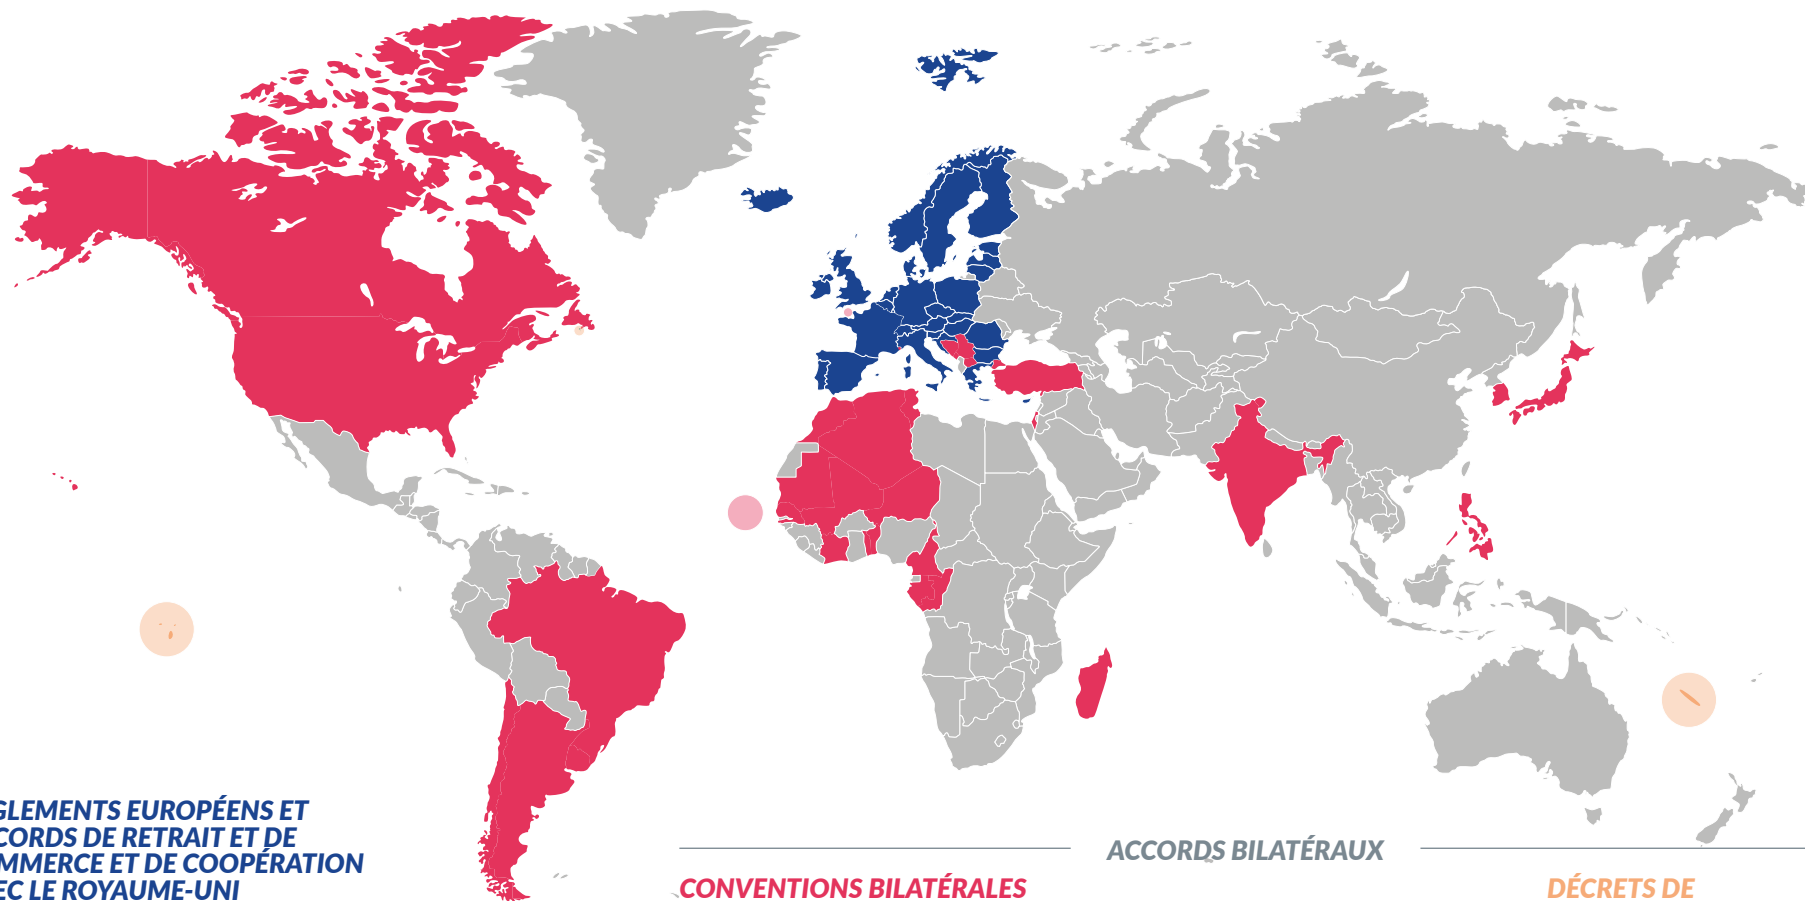 GLEMENTS EUROPÉENS ET
CORDS DE RETRAIT ET DE
MMERCE ET DE COOPÉRATION
EC LE ROYAUME-UNI
ACCORDS BILATÉRAUX
CONVENTIONS BILATÉRALES
DÉCRETS DE